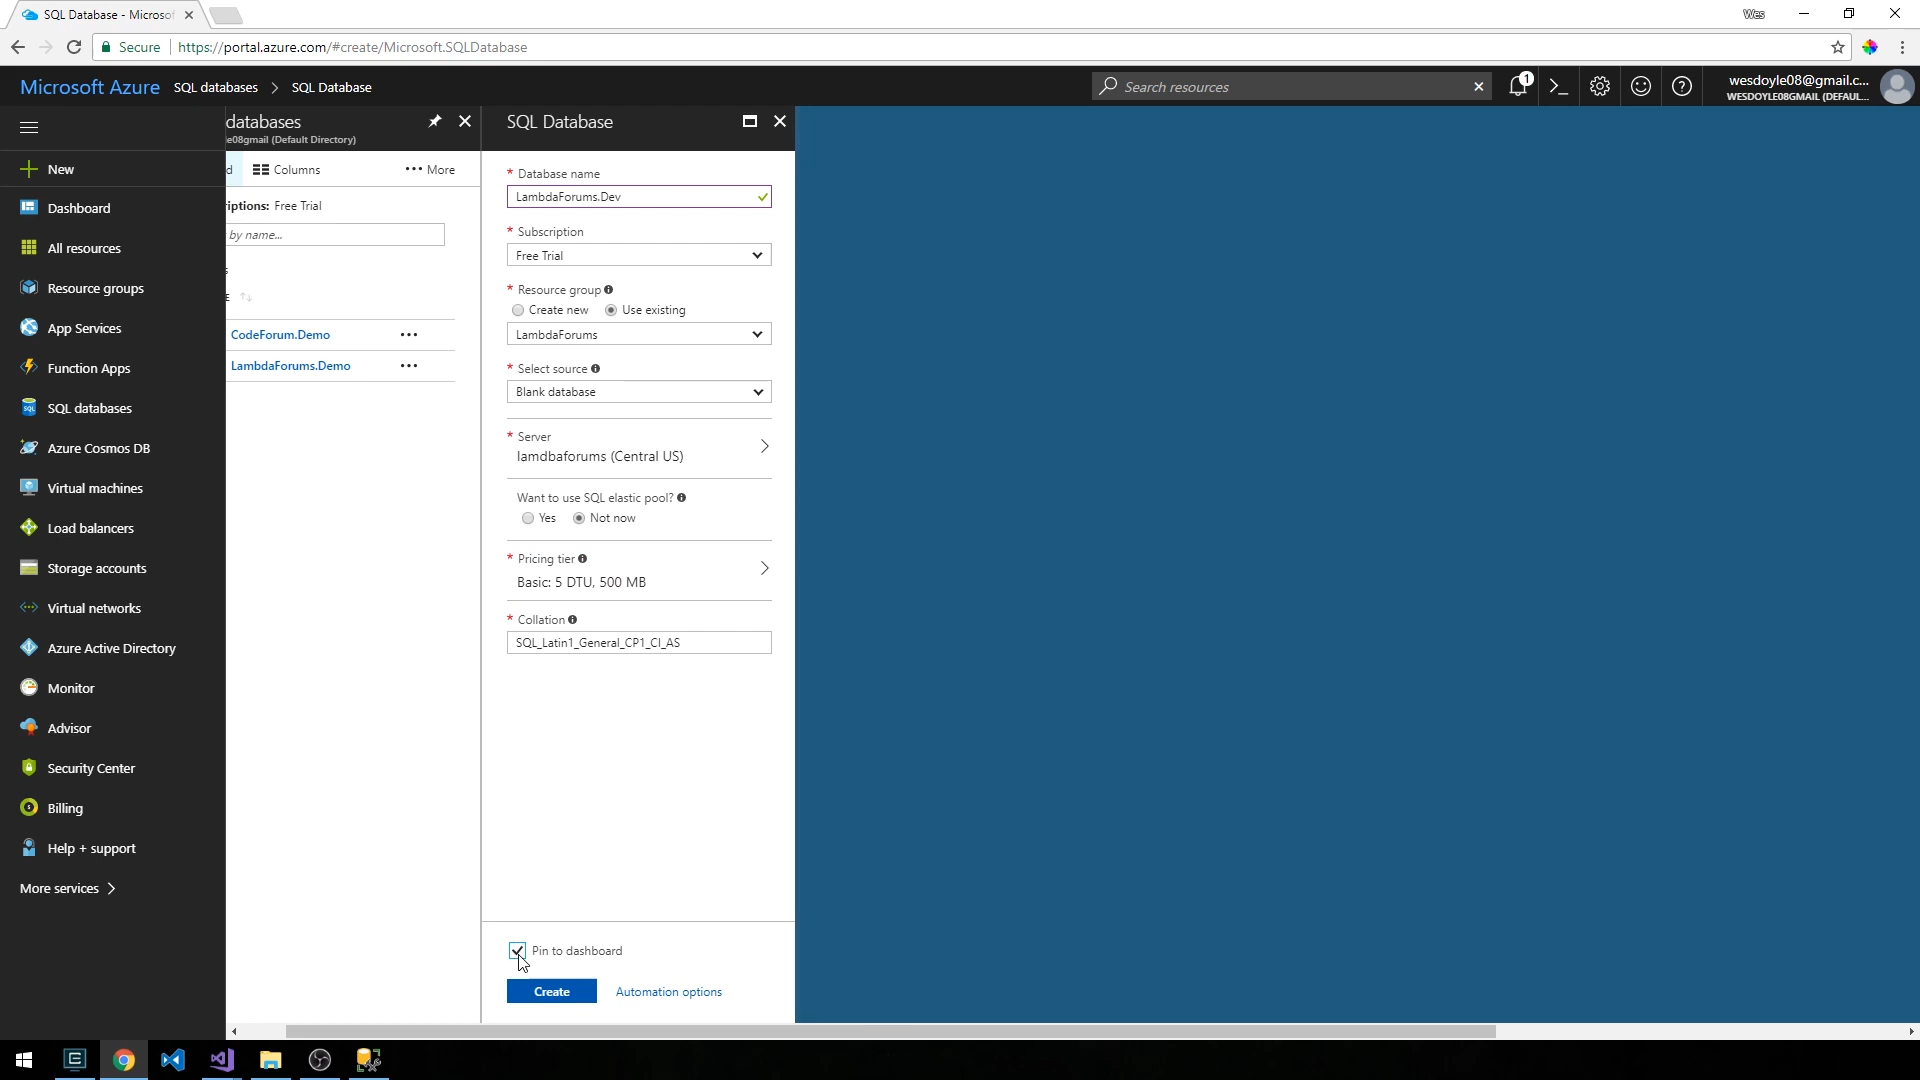 SQL Database - Microsof
Wes
Secure
https://portal.azure.com/#create/Microsoft.SQLDatabase
Microsoft Azure
SQL databases
SQL Database
Search resources
1
wesdoyle08@gmail.c...
WESDOYLE08GMAIL (DEFAUL...
New
Dashboard
All resources
Resource groups
App Services
Function Apps
SQL databases
Azure Cosmos DB
Virtual machines
Load balancers
Storage accounts
Virtual networks
Azure Active Directory
Monitor
Advisor
Security Center
Billing
Help + support
More services
databases
e08gmail (Default Directory)
d
Columns
More
iptions: Free Trial
by name...
s
E
CodeForum.Demo
LambdaForums.Demo
SQL Database
* Database name
LambdaForums.Dev
* Subscription
Free Trial
* Resource group
Create new
Use existing
LambdaForums
* Select source
Blank database
* Server
lamdbaforums (Central US)
Want to use SQL elastic pool?
Yes
Not now
* Pricing tier
Basic: 5 DTU, 500 MB
* Collation
SQL_Latin1_General_CP1_CI_AS
Pin to dashboard
Create
Automation options